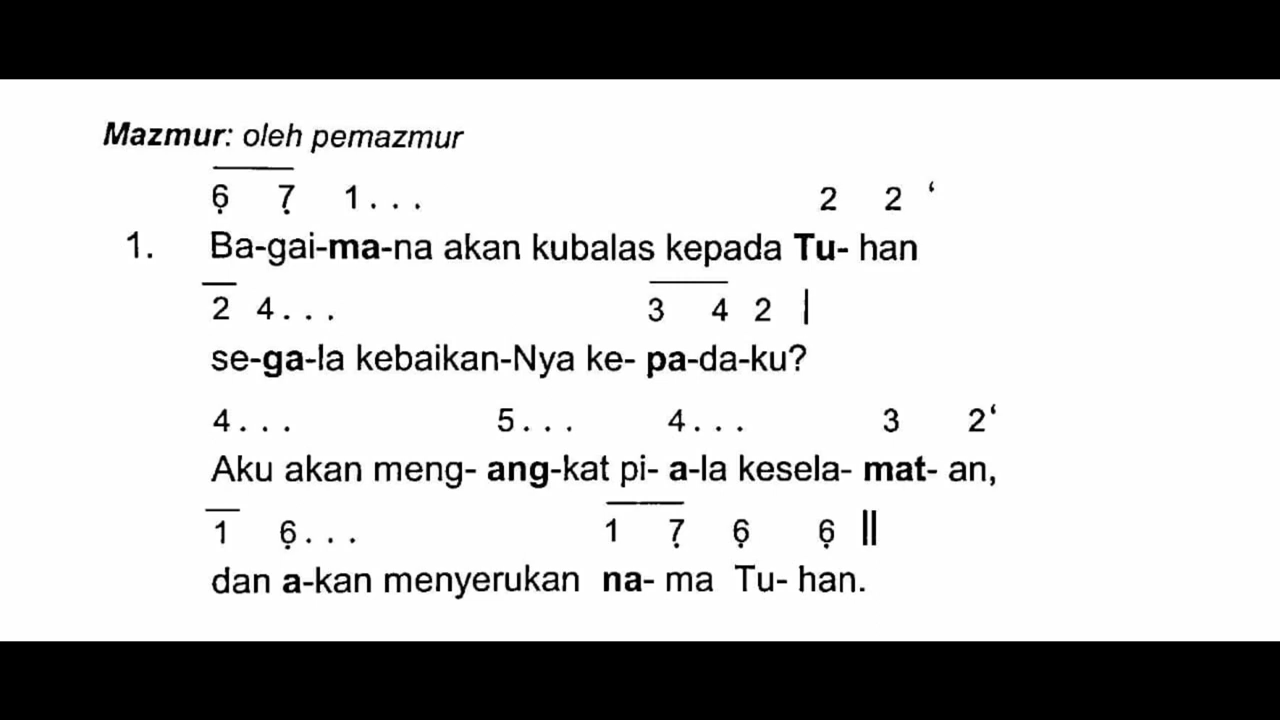 Mazmur: oleh pemazmur
6̣ 7̣ 1 . . . 2 2 ‘
1. Ba-gai-ma-na akan kubalas kepada Tu- han
2 4 . . . 3 4 2 |
se-ga-la kebaikan-Nya ke- pa-da-ku?
4 . . . 5 . . . 4 . . . 3 2‘
Aku akan meng- ang-kat pi- a-la kesela- mat- an,
1 6̣ . . . 1 7̣ 6̣ 6̣ ||
dan a-kan menyerukan na- ma Tu- han.